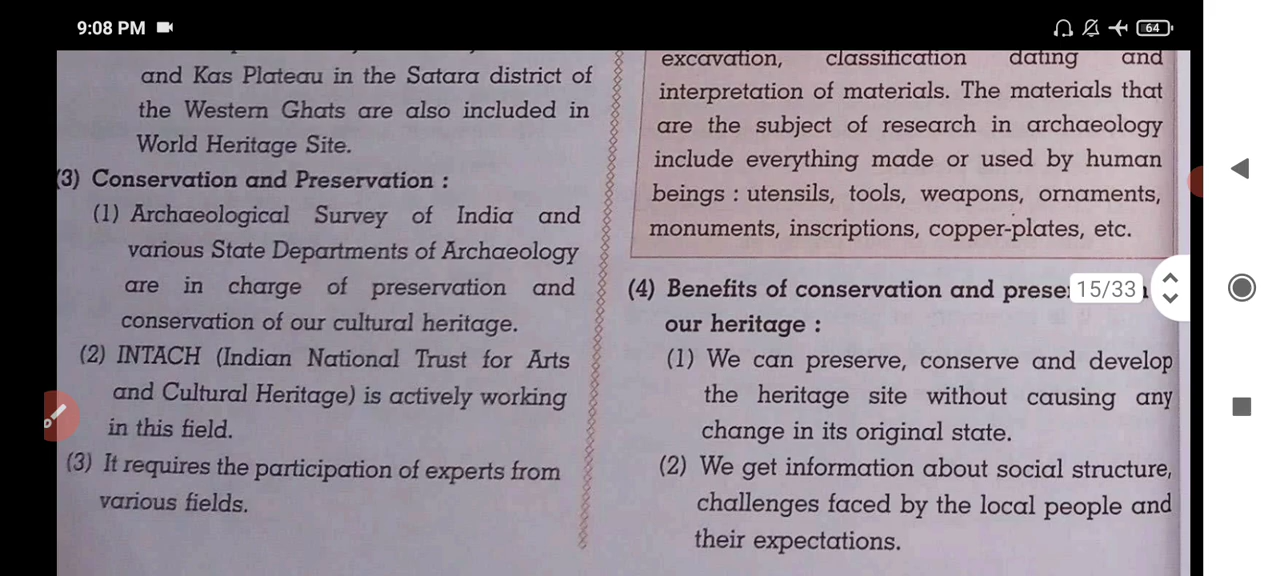 9:08 PM
64
and Kas Plateau in the Satara district of
the Western Ghats are also included in
World Heritage Site.
(3) Conservation and Preservation :
(1) Archaeological Survey of India and
various State Departments of Archaeology
are in charge of preservation and
conservation of our cultural heritage.
(2) INTACH (Indian National Trust for Arts
and Cultural Heritage) is actively working
in this field.
(3) It requires the participation of experts from
various fields.
excavation, classification dating and
interpretation of materials. The materials that
are the subject of research in archaeology
include everything made or used by human
beings : utensils, tools, weapons, ornaments,
monuments, inscriptions, copper-plates, etc.
(4) Benefits of conservation and prese
15/33
our heritage :
(1) We can preserve, conserve and develop
the heritage site without causing any
change in its original state.
(2) We get information about social structure,
challenges faced by the local people and
their expectations.